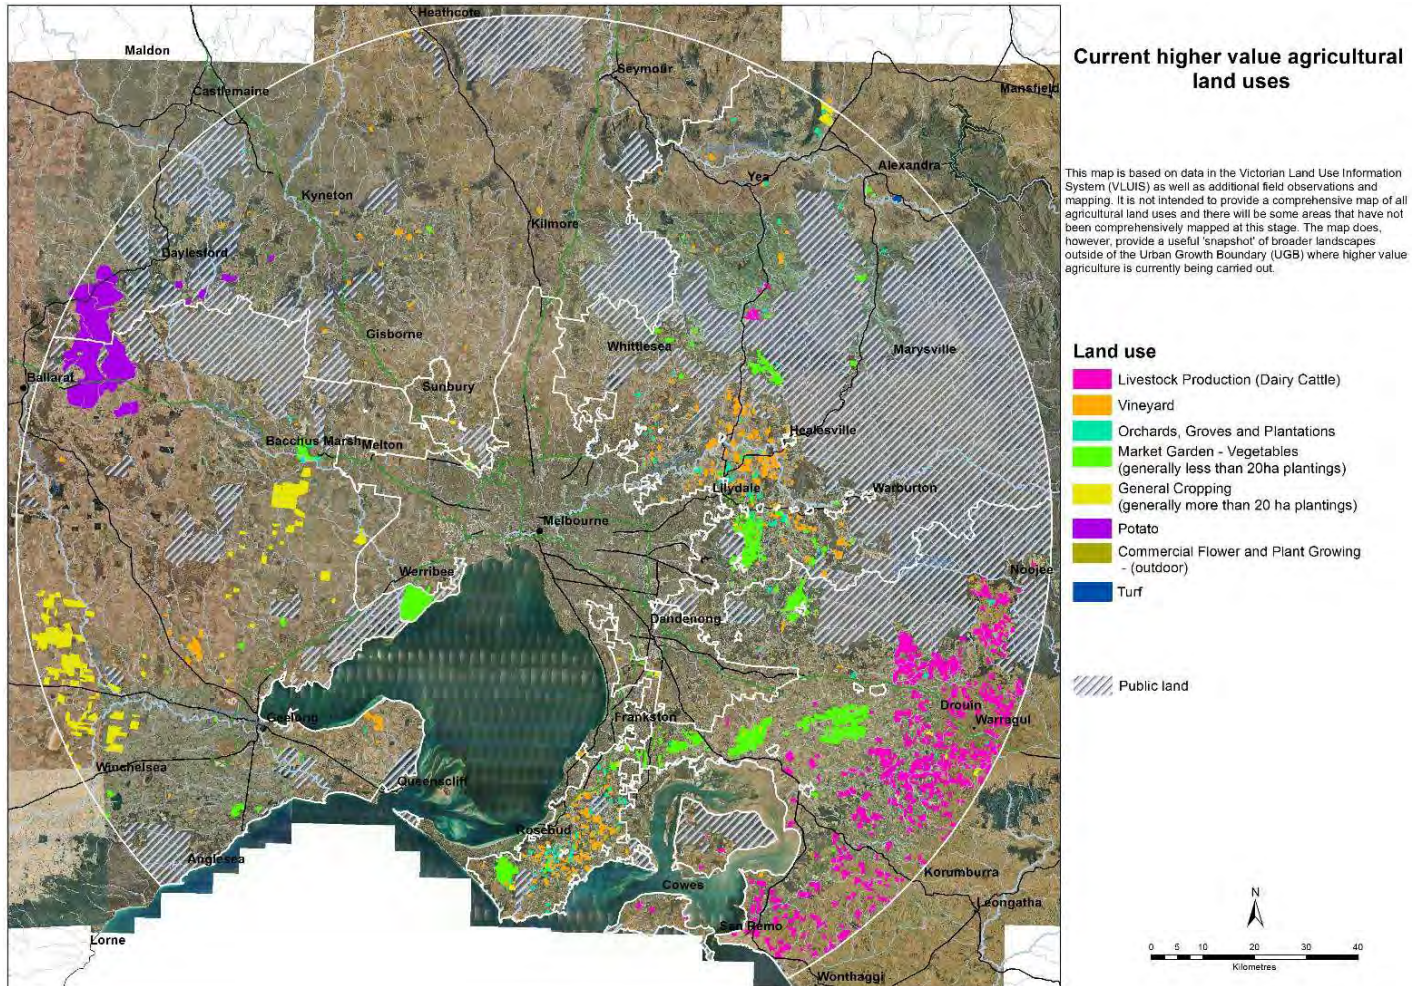 Current higher value agricultural
land uses
This map is based on data in the Victorian Land Use Information
System (VLUIS) as well as additional field observations and
mapping. It is not intended to provide a comprehensive map of all
agricultural land uses and there will be some areas that have not
been comprehensively mapped at this stage. The map does,
however, provide a useful 'snapshot' of broader landscapes
outside of the Urban Growth Boundary (UGB) where higher value
agriculture is currently being carried out.
Land use
Livestock Production (Dairy Cattle)
Vineyard
Orchards, Groves and Plantations
Market Garden - Vegetables
(generally less than 20ha plantings)
General Cropping
(generally more than 20 ha plantings)
Potato
Commercial Flower and Plant Growing
- (outdoor)
Turf
Public land
N
0 5 10 20 30 40
Kilometres
Heathcote
Maldon
Seymour
Castlemaine
Mansfield
Alexandra
Yea
Kyneton
Kilmore
Daylesford
Gisborne
Whittlesea
Marysville
Ballarat
Sunbury
Healesville
Bacchus Marsh
Melton
Lilydale
Warburton
Melbourne
Werribee
Noojee
Dandenong
Drouin
Warragul
Geelong
Frankston
Winchelsea
Queenscliff
Rosebud
Anglesea
Korumburra
Cowes
Leongatha
San Remo
Lorne
Wonthaggi